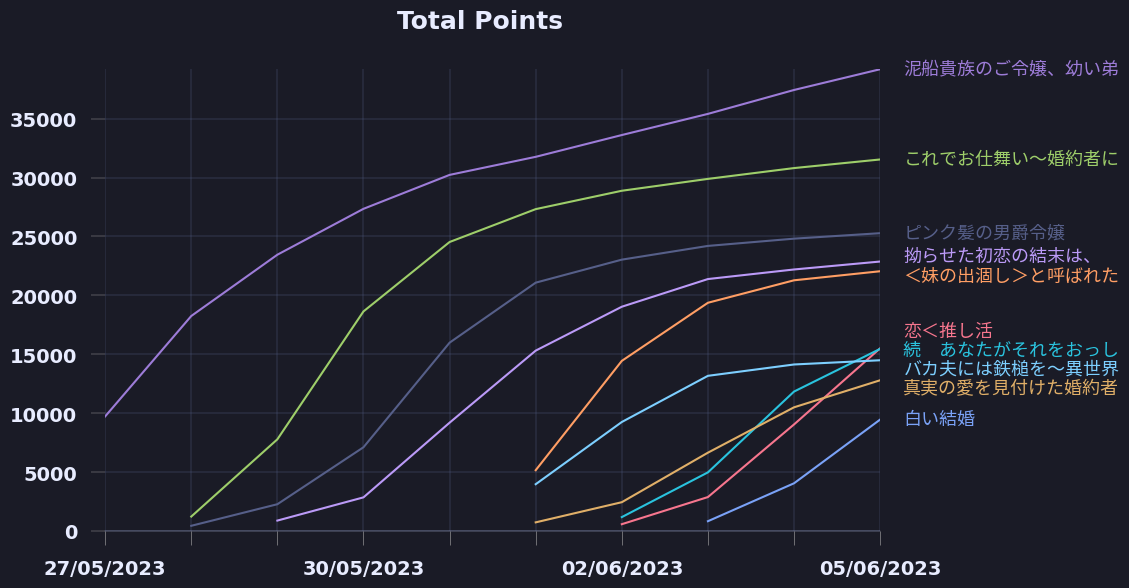 Total Points
泥船貴族のご令嬢、幼い弟
35000
これでお仕舞い～婚約者に
30000
ピンク髪の男爵令嬢
25000
拗らせた初恋の結末は、
＜妹の出涸し＞と呼ばれた
20000
恋＜推し活
15000
続　あなたがそれをおっし
バカ夫には鉄槌を～異世界
真実の愛を見付けた婚約者
10000
白い結婚
5000
0
27/05/2023 30/05/2023 02/06/2023 05/06/2023